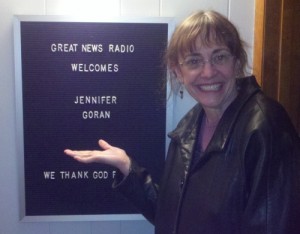 GREAT NEWS RADIO
WELCOMES
JENNIFER
GORAN
WE THANK GOD